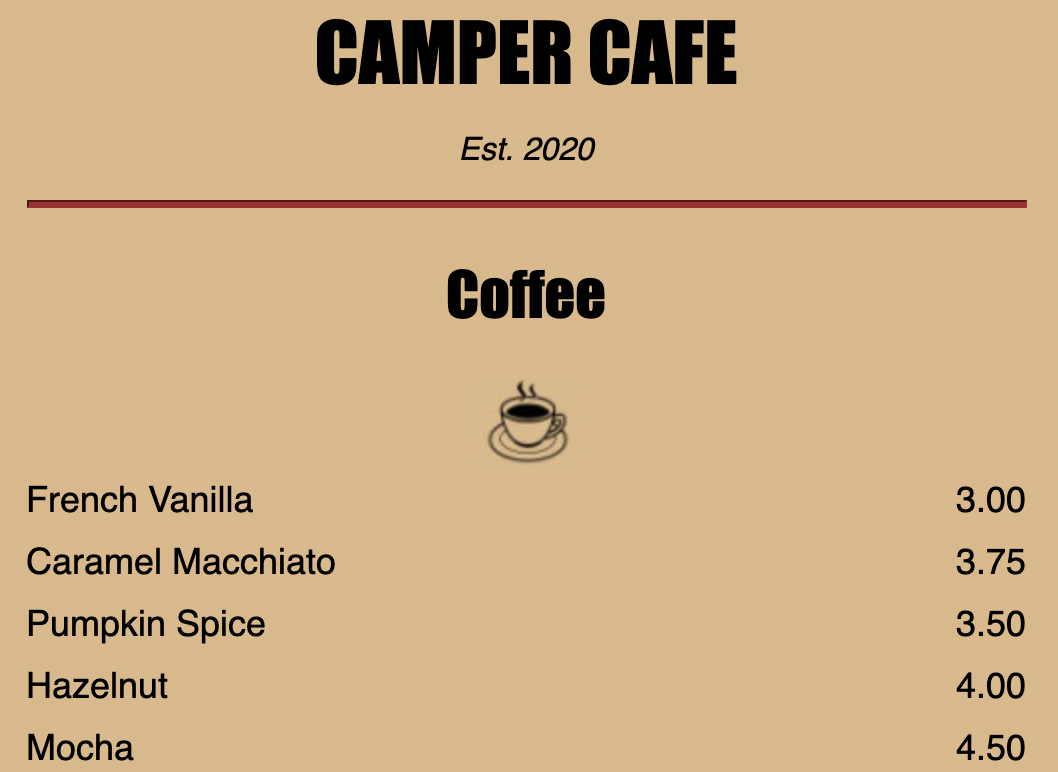 CAMPER CAFE
Est. 2020
Coffee
French Vanilla 3.00
Caramel Macchiato 3.75
Pumpkin Spice 3.50
Hazelnut 4.00
Mocha 4.50